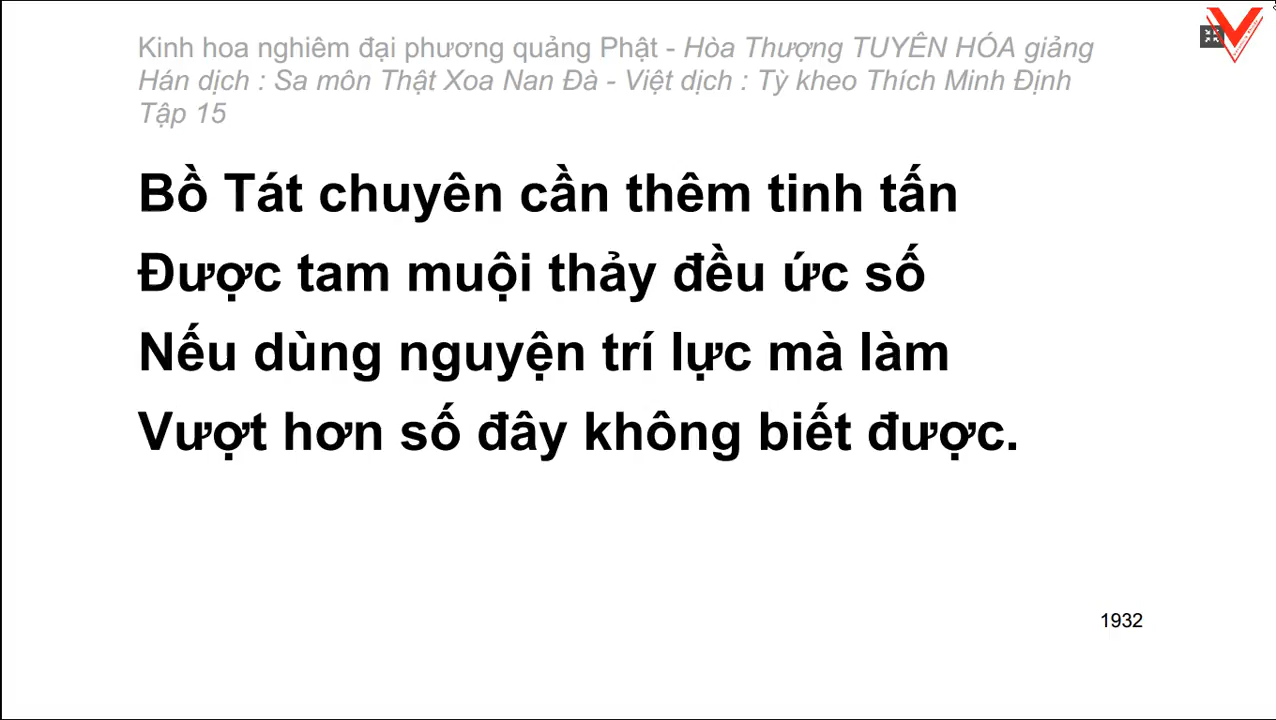 Kinh hoa nghiêm đại phương quảng Phật - Hòa Thượng TUYÊN HÓA giảng
Hán dịch : Sa môn Thật Xoa Nan Đà - Việt dịch : Tỳ kheo Thích Minh Định
Tập 15
Bồ Tát chuyên cần thêm tinh tấn
Được tam muội thảy đều ức số
Nếu dùng nguyện trí lực mà làm
Vượt hơn số đây không biết được.
1932